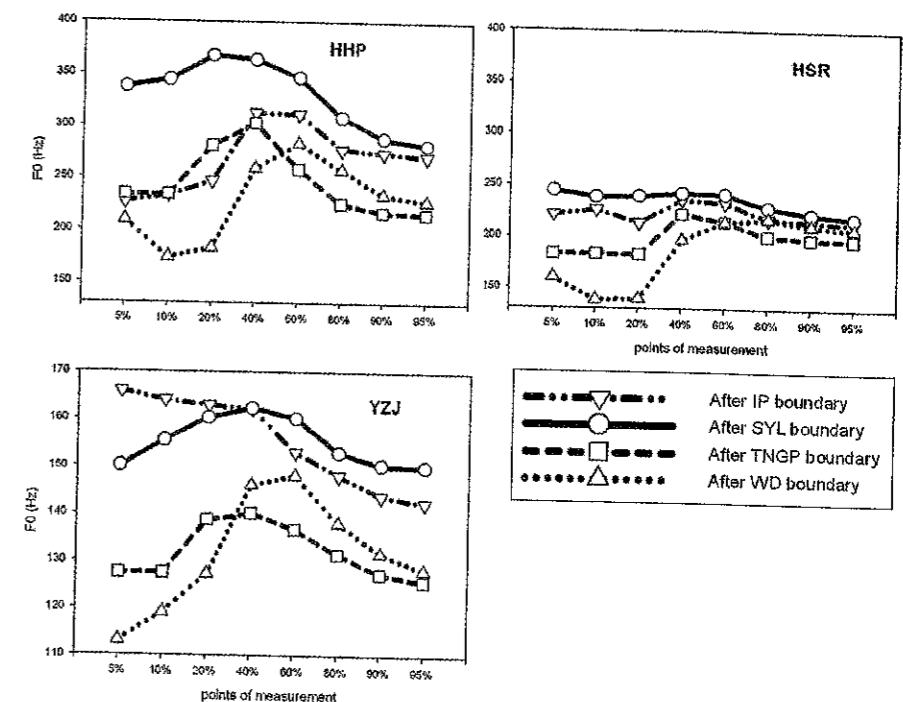 HHP
400
350
300
250
200
150
F0 (Hz)
5% 10% 20% 40% 60% 80% 90% 95%
HSR
400
350
300
250
200
150
5% 10% 20% 40% 60% 80% 90% 95%
points of measurement
YZJ
170
160
150
140
130
120
110
F0 (Hz)
5% 10% 20% 40% 60% 80% 90% 95%
points of measurement
After IP boundary
After SYL boundary
After TNGP boundary
After WD boundary